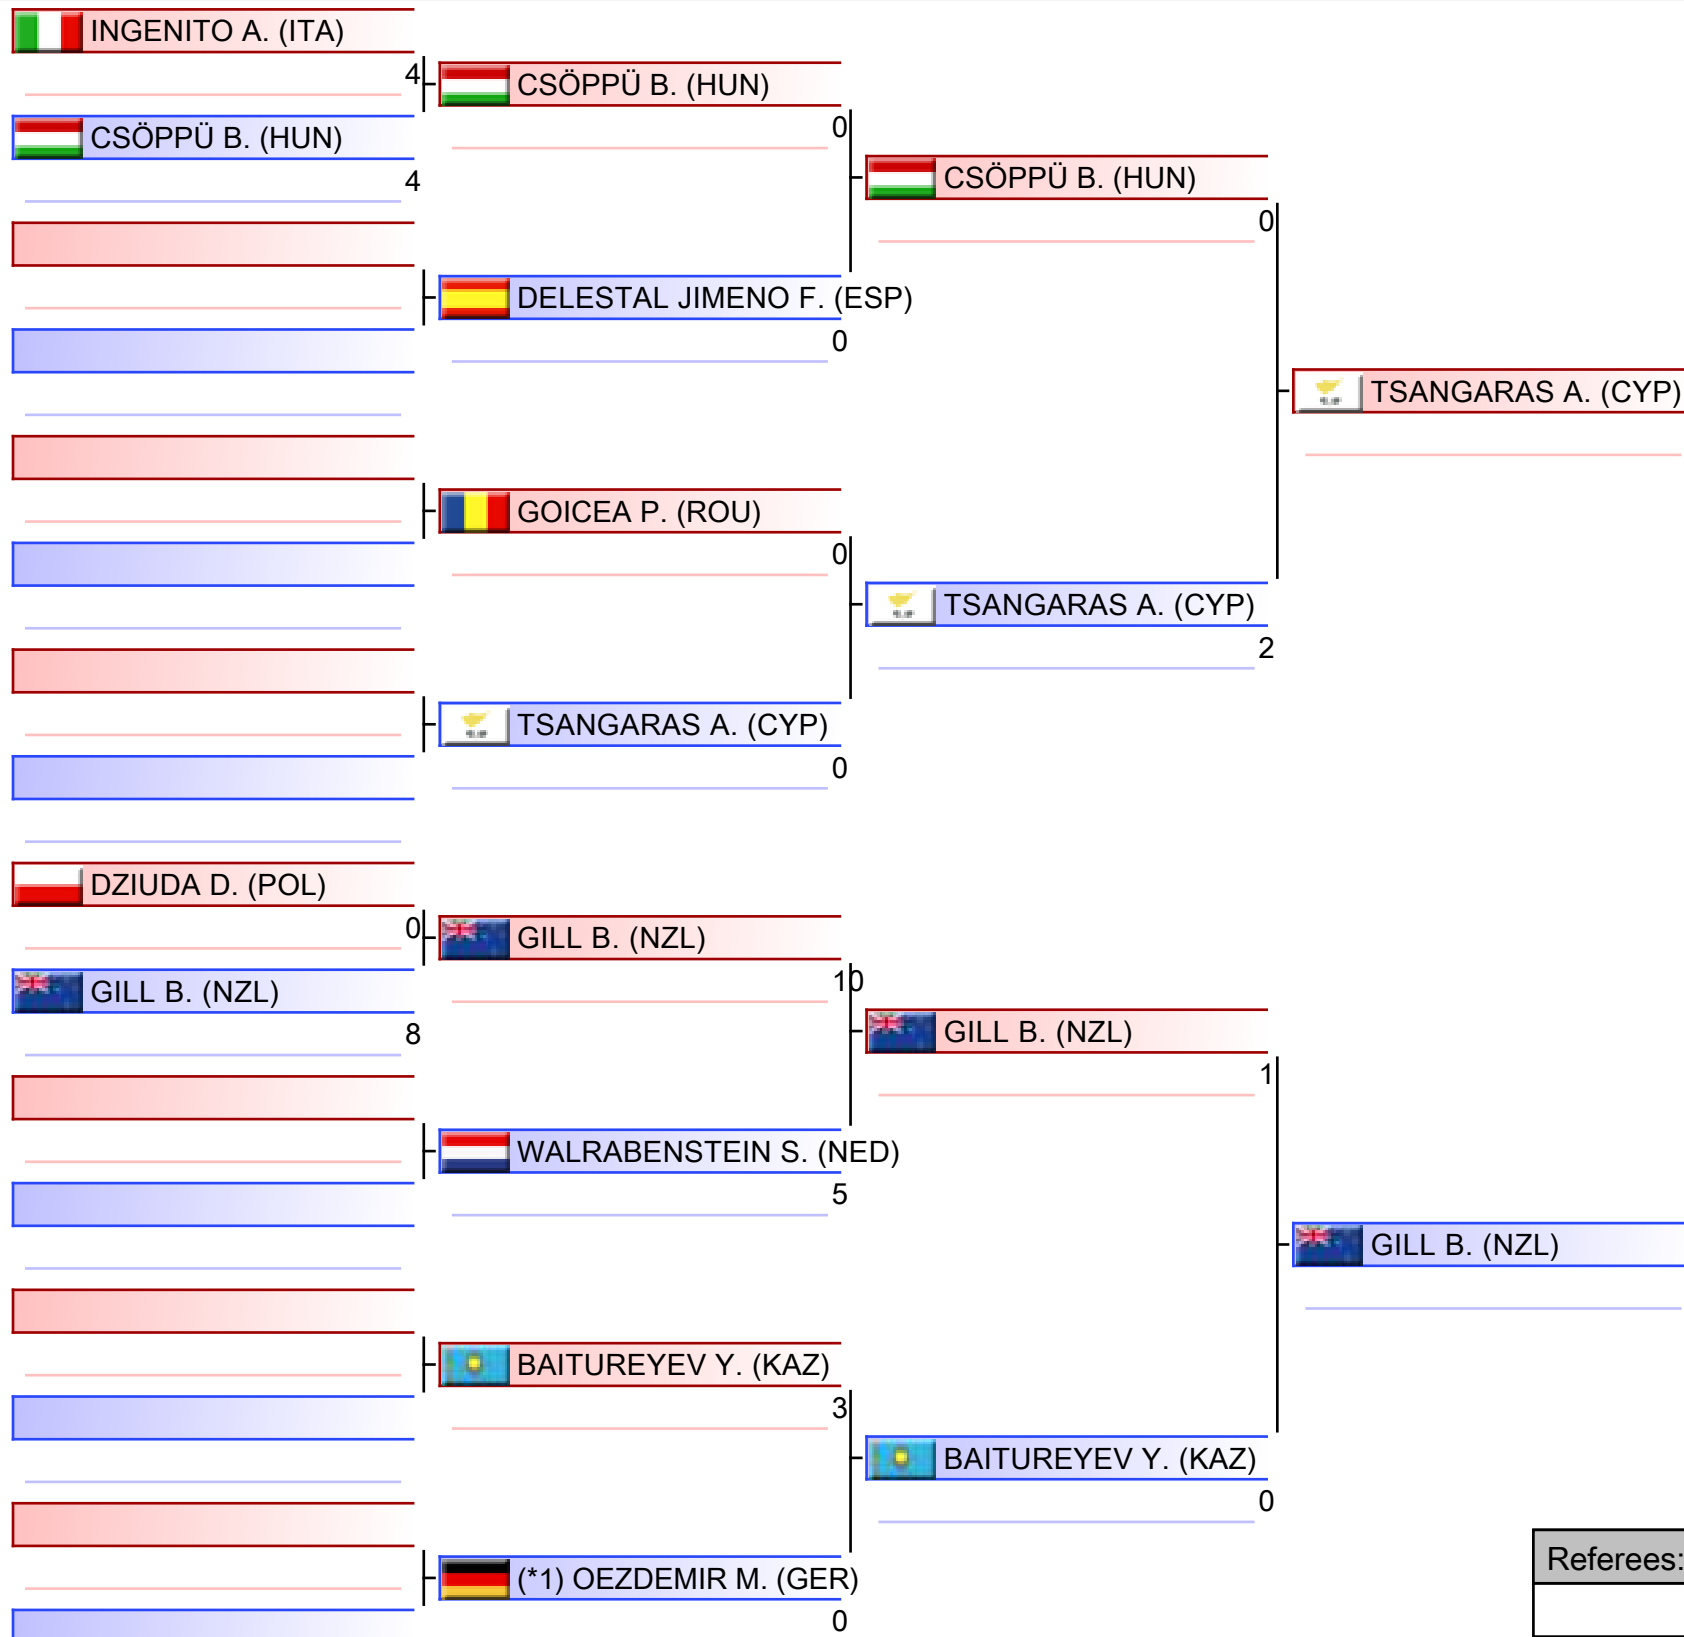 INGENITO A. (ITA)
4
CSÖPPÜ B. (HUN)
4
CSÖPPÜ B. (HUN)
0
DELESTAL JIMENO F. (ESP)
0
CSÖPPÜ B. (HUN)
0
GOICEA P. (ROU)
0
TSANGARAS A. (CYP)
0
TSANGARAS A. (CYP)
2
TSANGARAS A. (CYP)
DZIUDA D. (POL)
0
GILL B. (NZL)
8
GILL B. (NZL)
10
WALRABENSTEIN S. (NED)
5
GILL B. (NZL)
1
BAITUREYEV Y. (KAZ)
3
(*1) OEZDEMIR M. (GER)
0
BAITUREYEV Y. (KAZ)
0
GILL B. (NZL)
Referees: